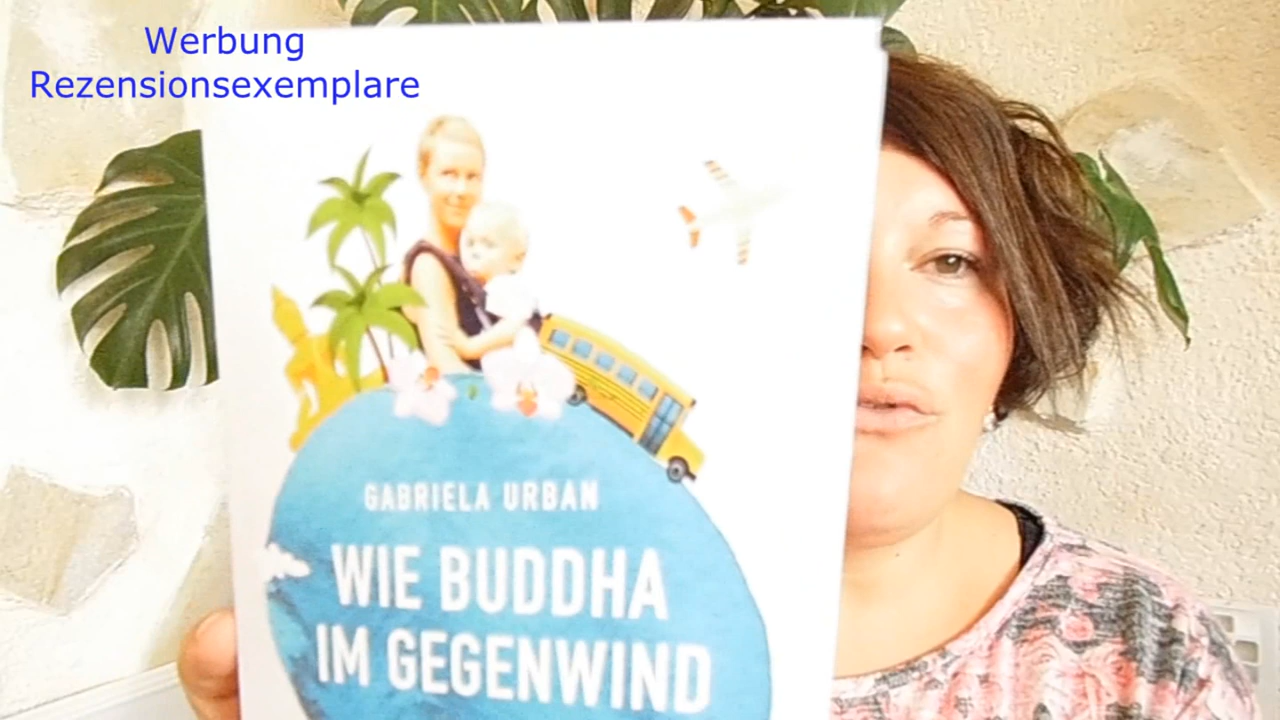 Werbung
Rezensionsexemplare
GABRIELA URBAN
WIE BUDDHA
IM GEGENWIND